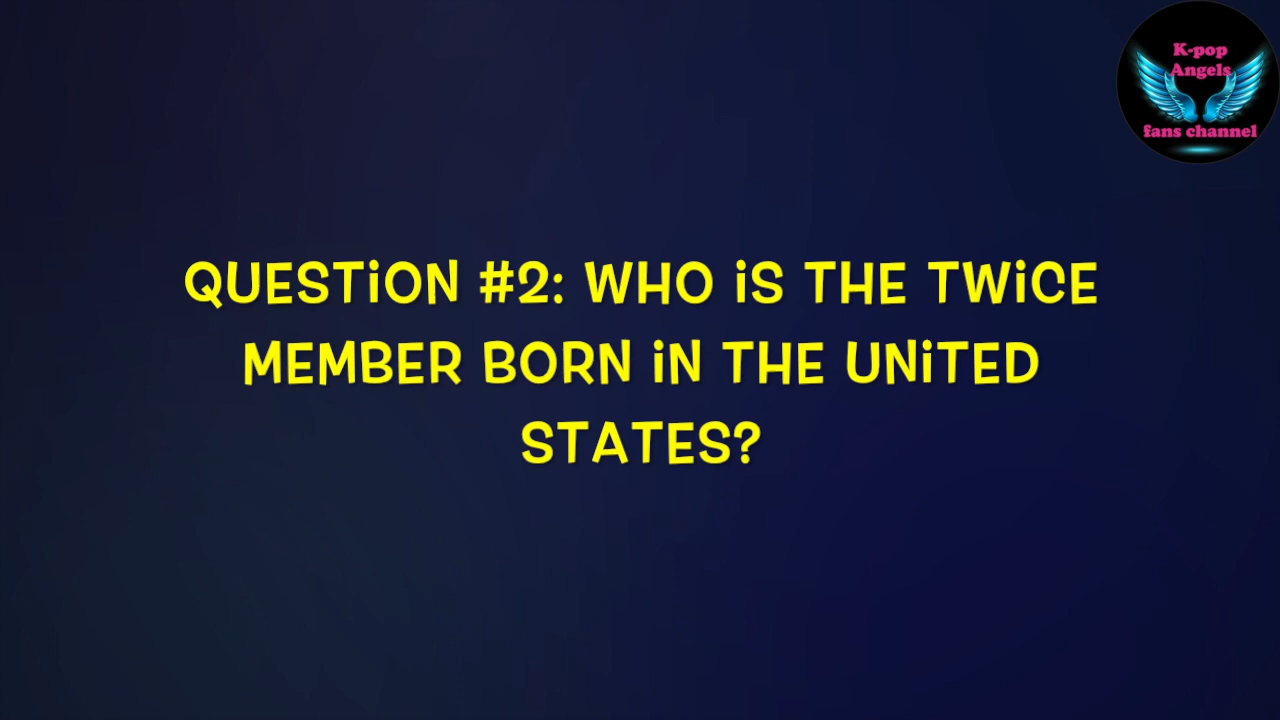 K-pop
Angels
fans channel
QUESTiON #2: WHO iS THE TWiCE
MEMBER BORN iN THE UNiTED
STATES?